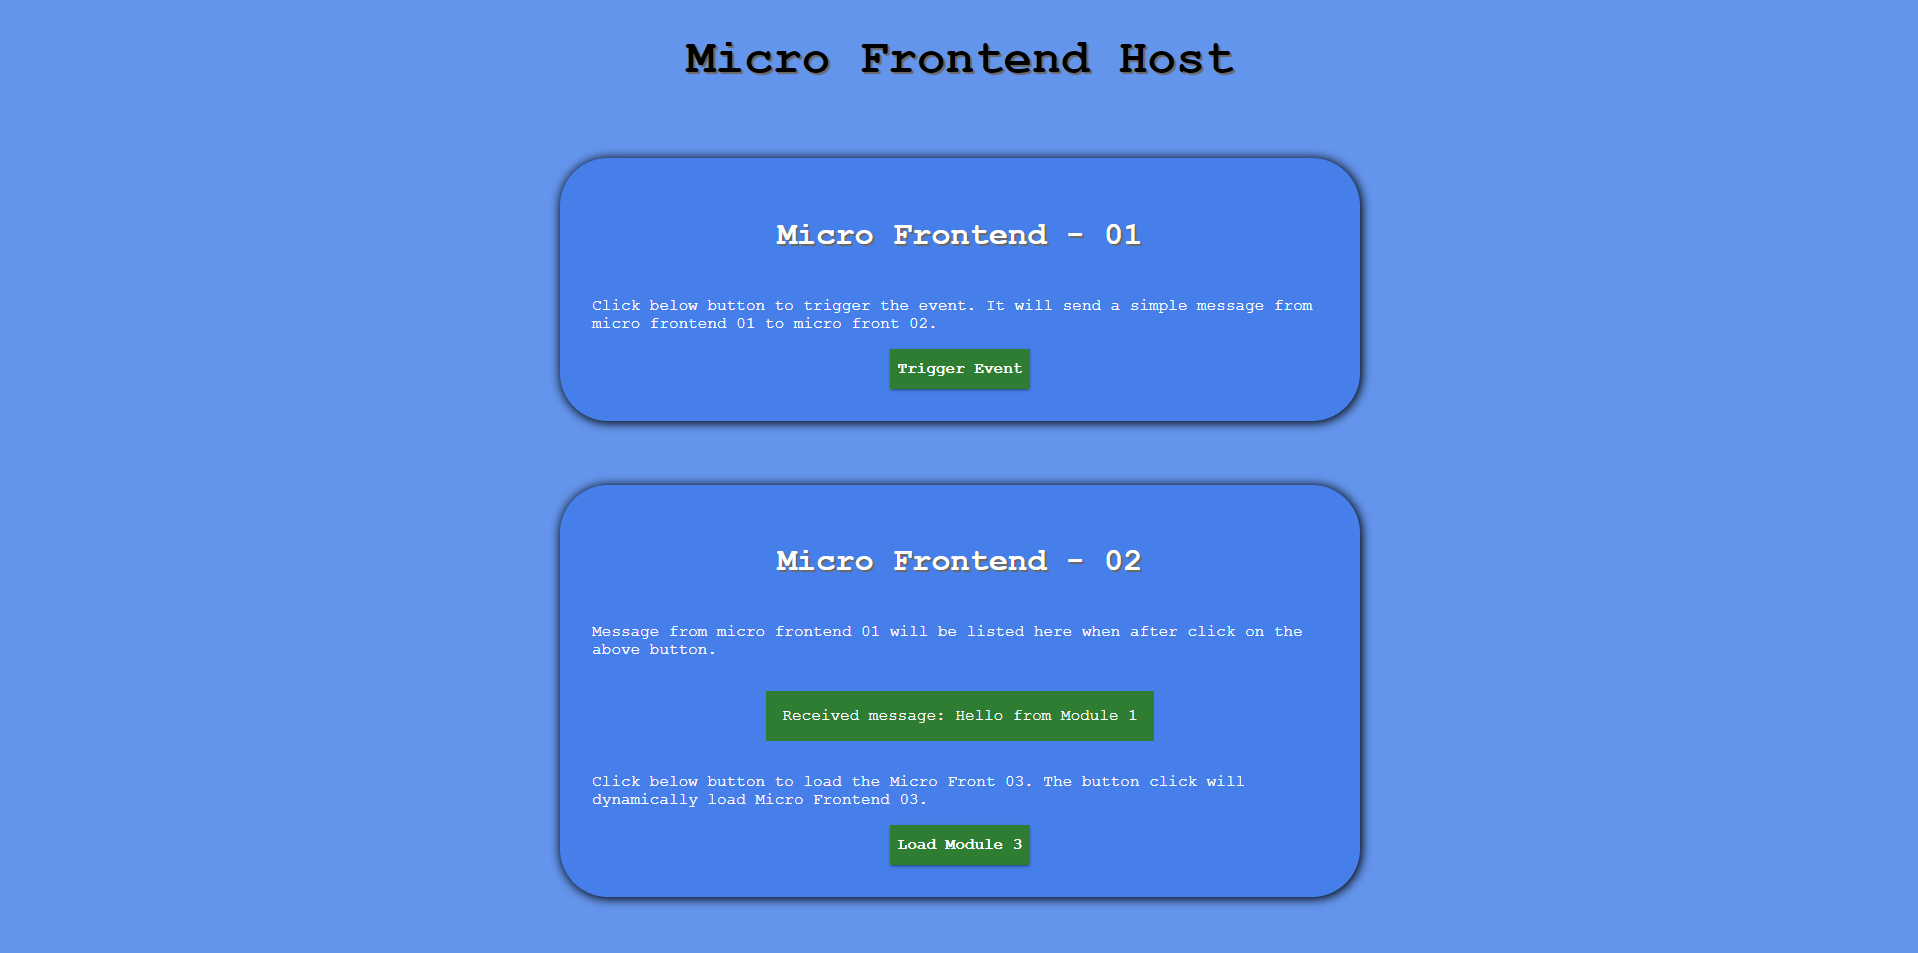 Micro Frontend Host
Micro Frontend - 01
Click below button to trigger the event. It will send a simple message from
micro frontend 01 to micro front 02.
Trigger Event
Micro Frontend - 02
Message from micro frontend 01 will be listed here when after click on the
above button.
Received message: Hello from Module 1
Click below button to load the Micro Front 03. The button click will
dynamically load Micro Frontend 03.
Load Module 3